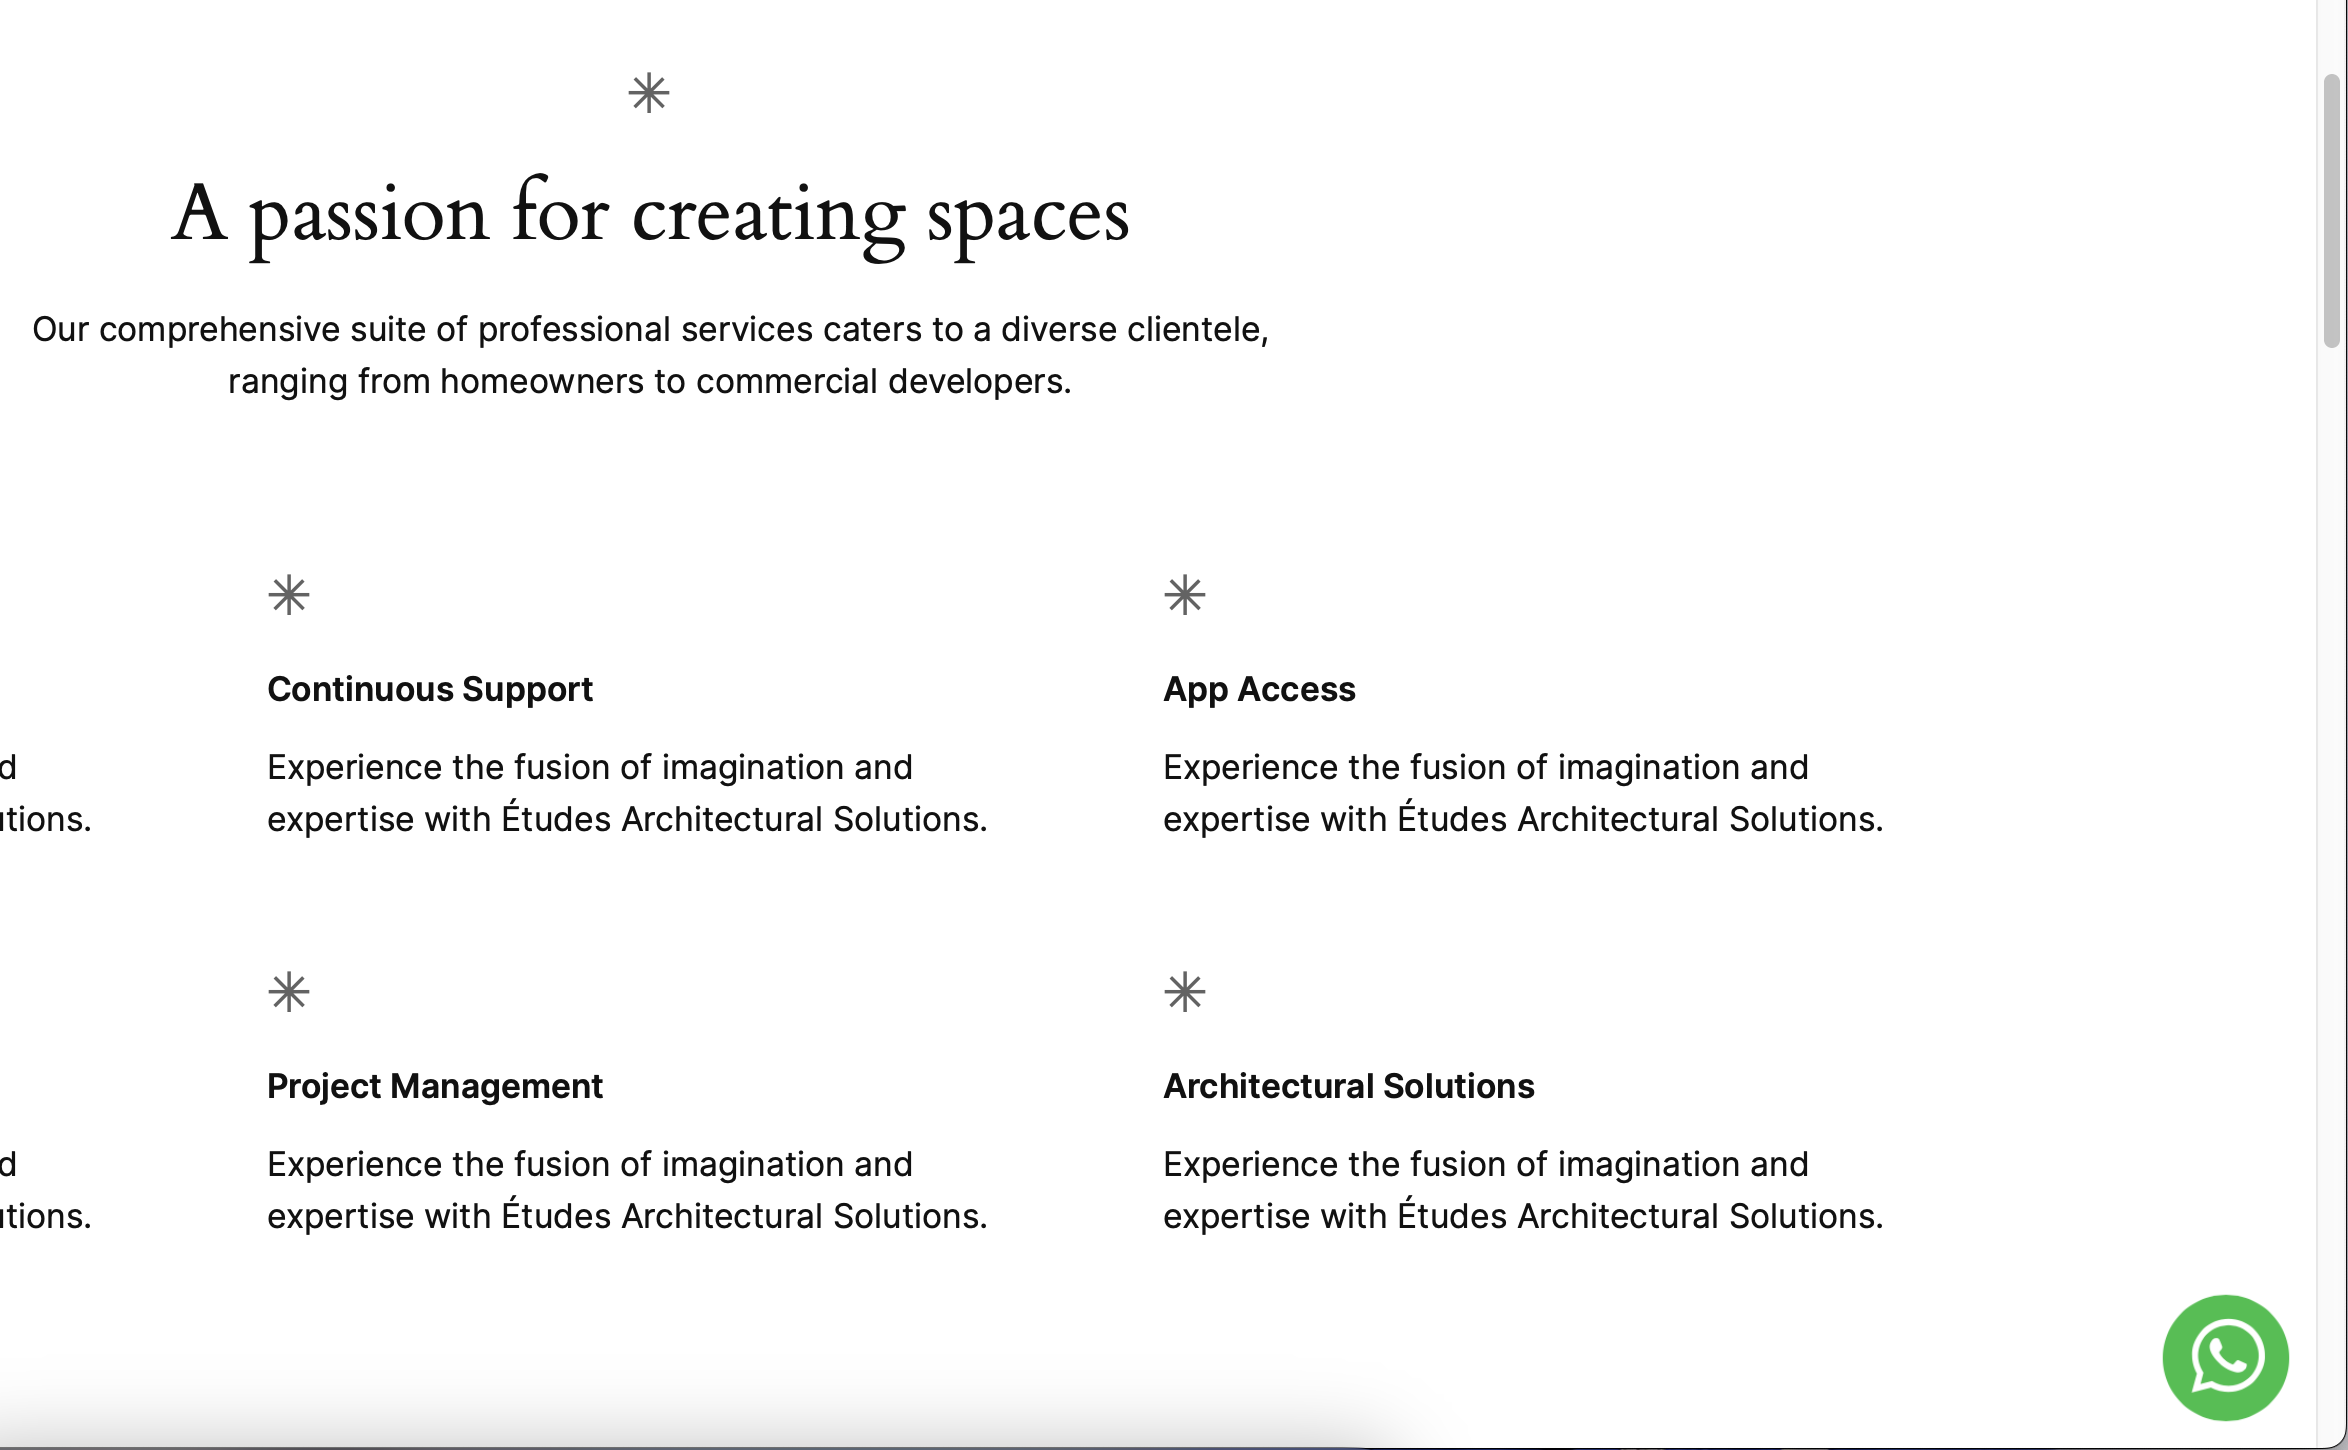 A passion for creating spaces
Our comprehensive suite of professional services caters to a diverse clientele,
ranging from homeowners to commercial developers.
Continuous Support
Experience the fusion of imagination and
expertise with Études Architectural Solutions.
App Access
Experience the fusion of imagination and
expertise with Études Architectural Solutions.
Project Management
Experience the fusion of imagination and
expertise with Études Architectural Solutions.
Architectural Solutions
Experience the fusion of imagination and
expertise with Études Architectural Solutions.